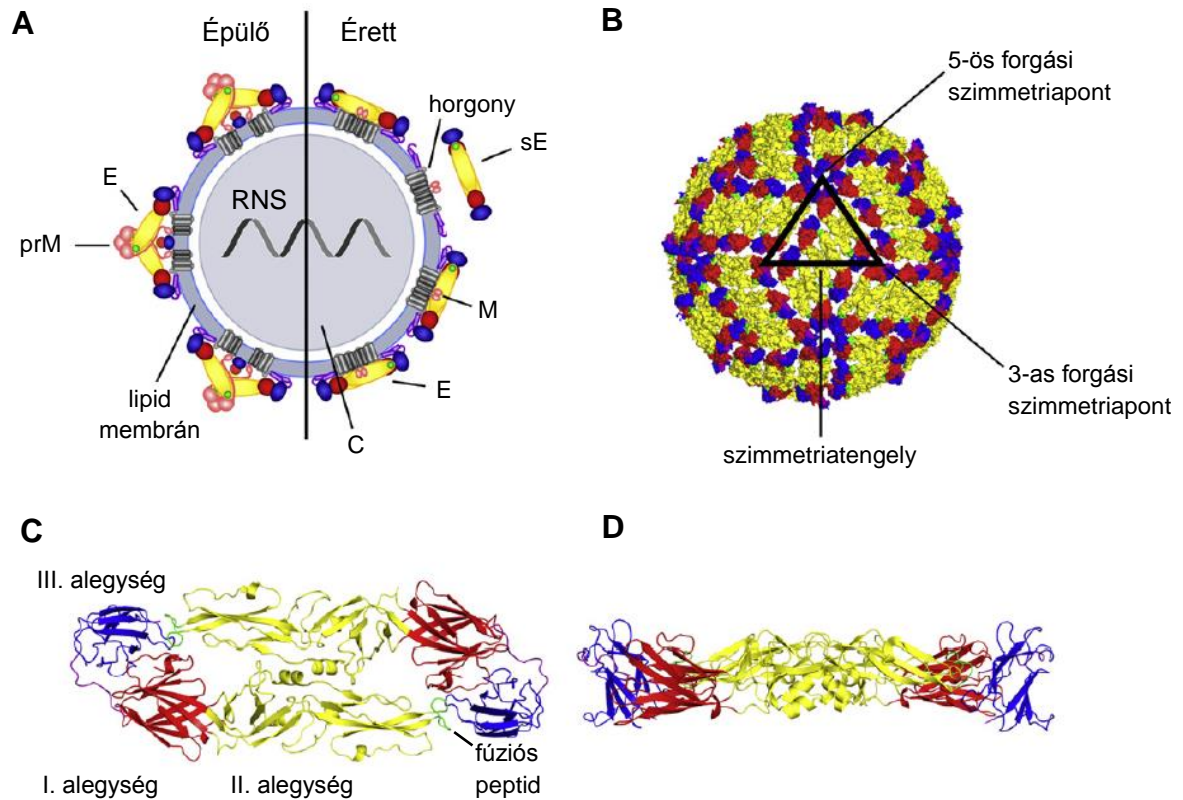 A
Épülő
Érett
horgony
sE
E
RNS
prM
M
E
lipid
membrán
C
B
5-ös forgási
szimmetriapont
3-as forgási
szimmetriapont
szimmetriatengely
C
III. alegység
I. alegység
II. alegység
fúziós
peptid
D